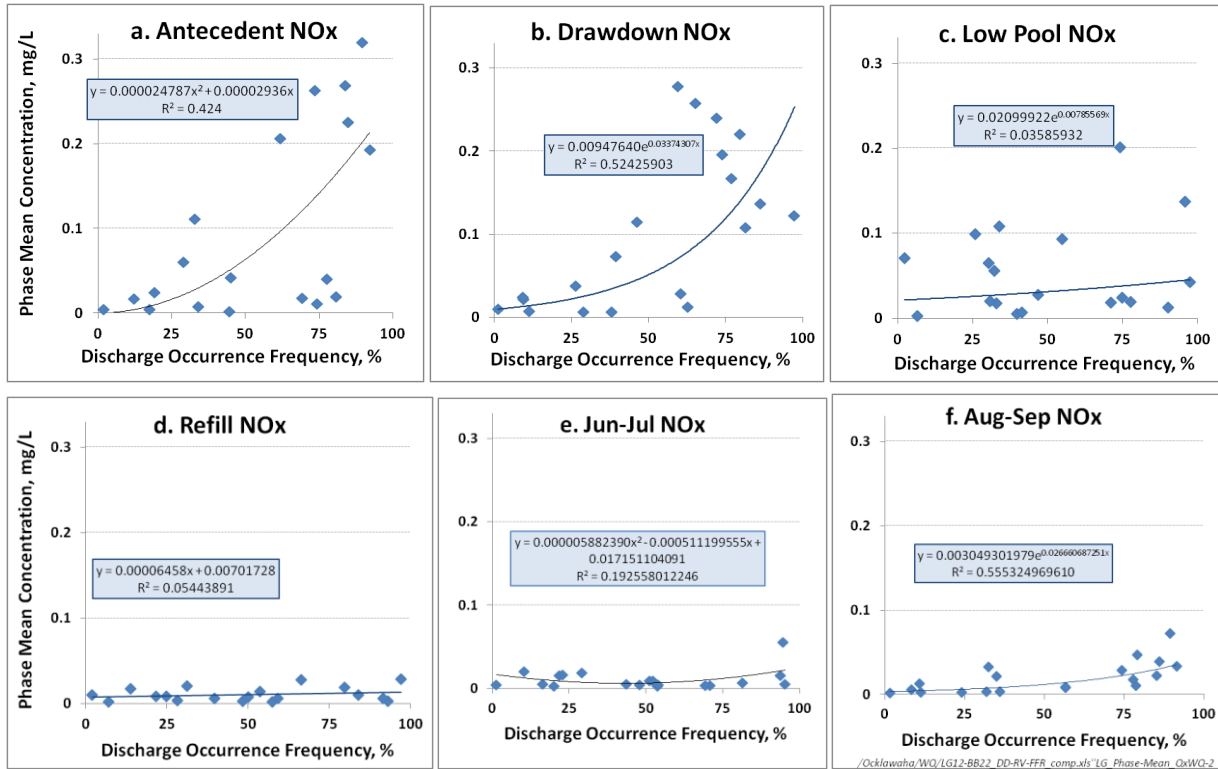 a. Antecedent NOx
Phase Mean Concentration, mg/L
0.3
0.2
0.1
0
y = 0.000024787x² + 0.00002936x
R² = 0.424
0 25 50 75 100
Discharge Occurrence Frequency, %
b. Drawdown NOx
0.3
0.2
0.1
0
y = 0.00947640e^0.03374307x
R² = 0.52425903
0 25 50 75 100
Discharge Occurrence Frequency, %
c. Low Pool NOx
0.3
0.2
0.1
0
y = 0.02099922e^0.00785569x
R² = 0.03585932
0 25 50 75 100
Discharge Occurrence Frequency, %
d. Refill NOx
Phase Mean Concentration, mg/L
0.3
0.2
0.1
0
y = 0.00006458x + 0.00701728
R² = 0.05443891
0 25 50 75 100
Discharge Occurrence Frequency, %
e. Jun-Jul NOx
0.3
0.2
0.1
0
y = 0.000005882390x² - 0.000511199555x +
0.017151104091
R² = 0.192558012246
0 25 50 75 100
Discharge Occurrence Frequency, %
f. Aug-Sep NOx
0.3
0.2
0.1
0
y = 0.003049301979e^0.026660687251x
R² = 0.555324969610
0 25 50 75 100
Discharge Occurrence Frequency, %
/Ocklawaha/WQ/LG12-BB22_DD-RV-FFR_comp.xls"LG_Phase-Mean_QxWQ-2